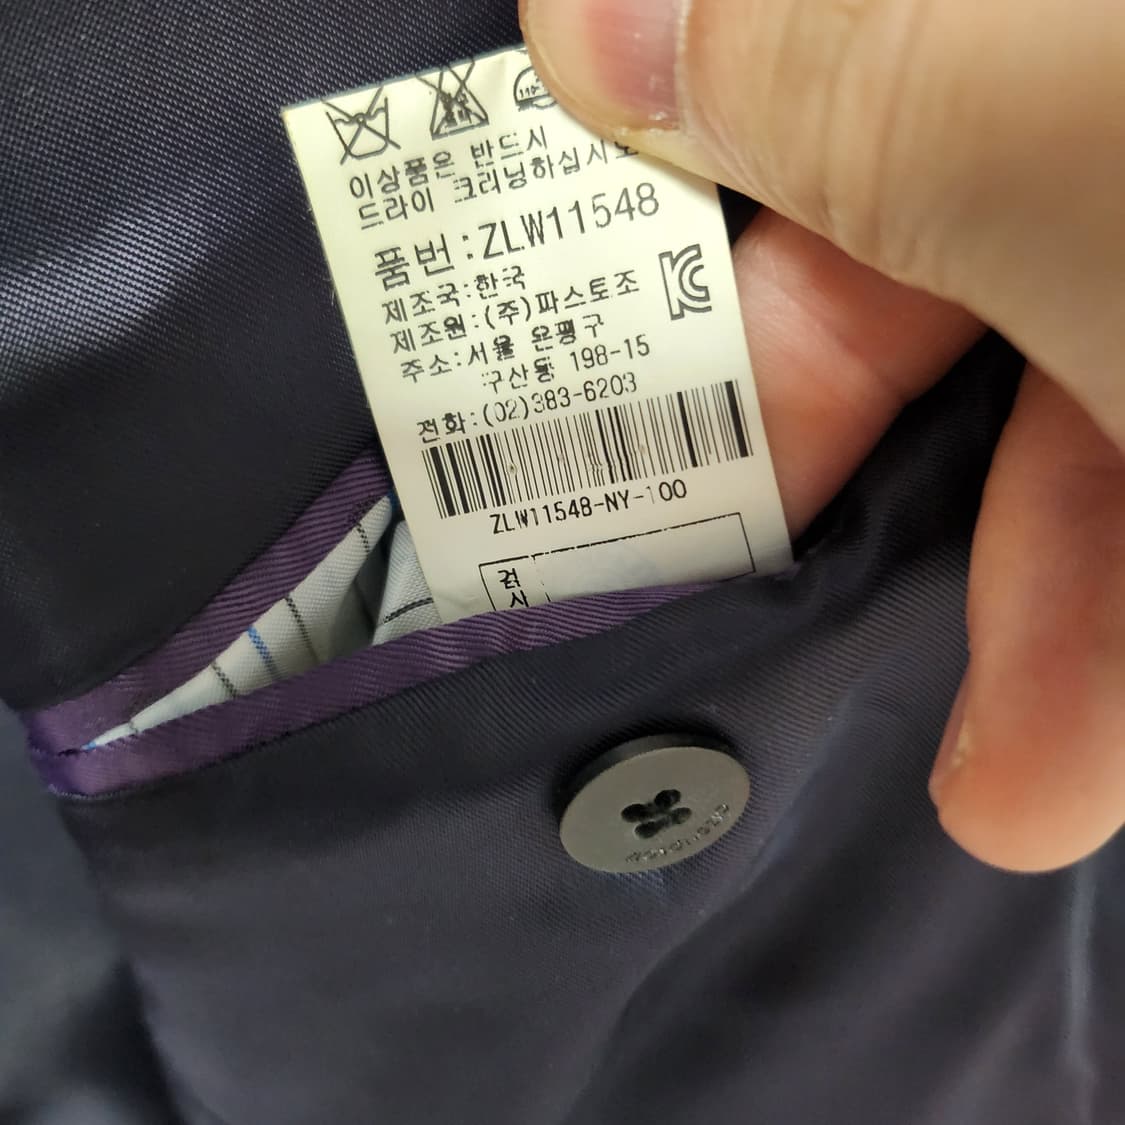 이상품은 반드시
드라이 크리닝하십시오
품번:ZLW11548
제조국:한국
제조원:(주)파스토조
주소:서울 은평구
구산동 198-15
전화:(02)383-6203
ZLW11548-NY-100
검사